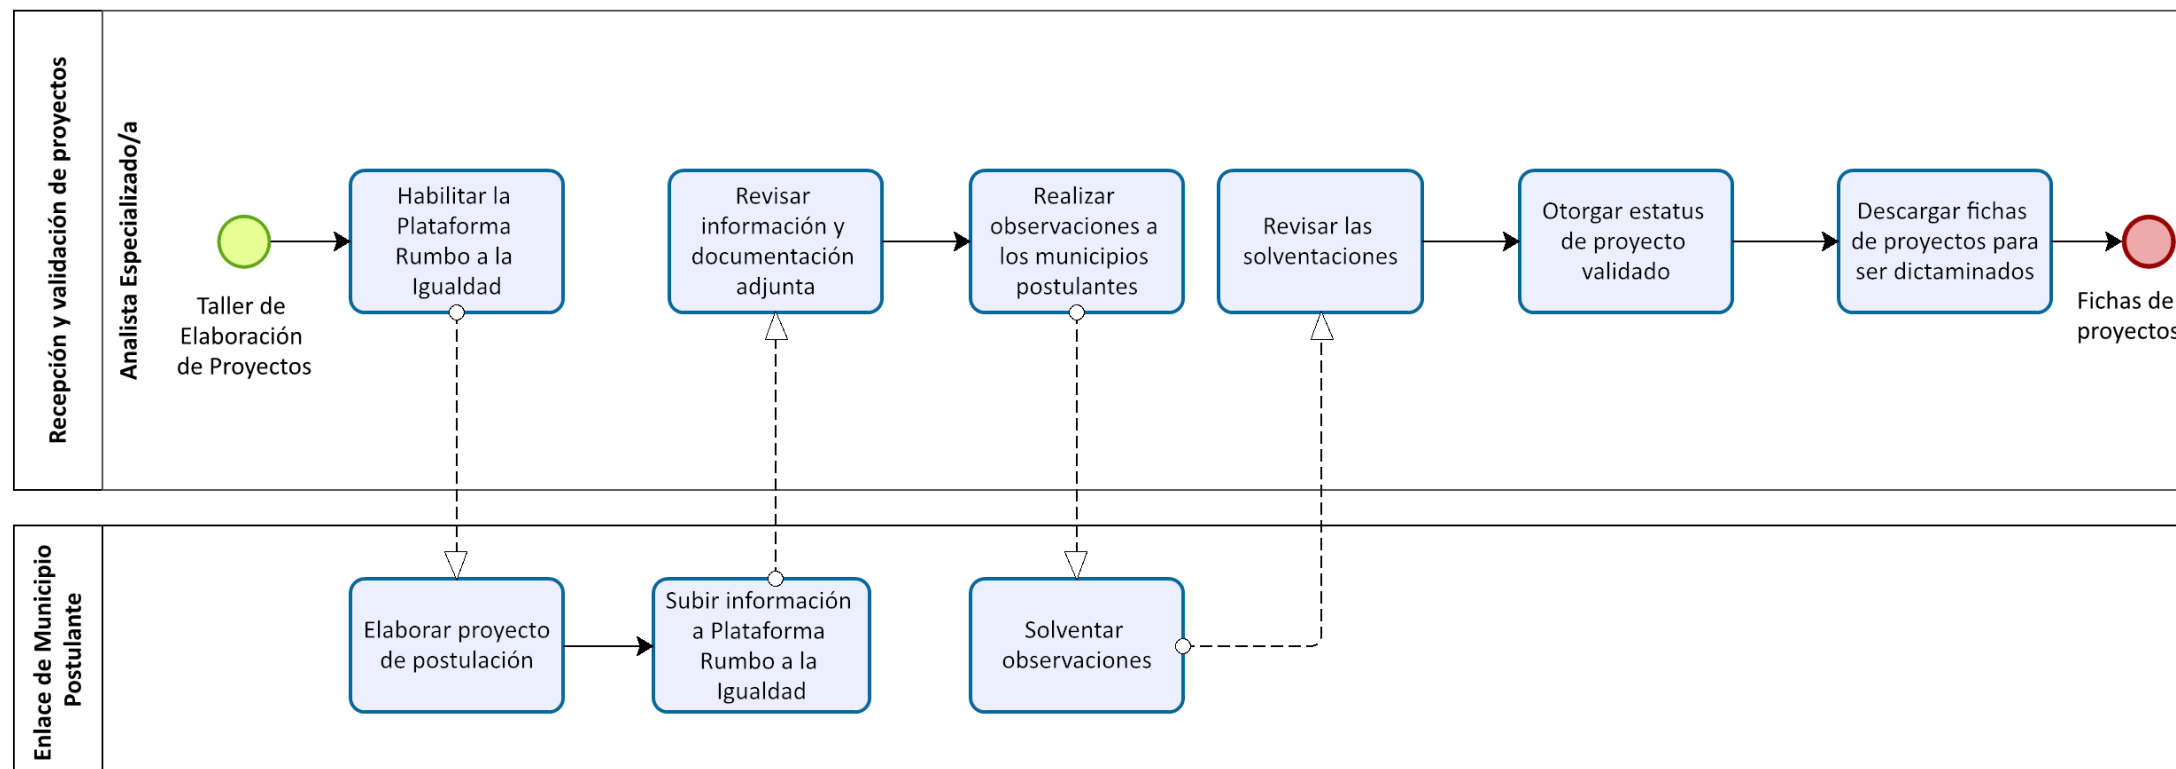 Recepción y validación de proyectos
Analista Especializado/a
Taller de
Elaboración
de Proyectos
Habilitar la
Plataforma
Rumbo a la
Igualdad
Revisar
información y
documentación
adjunta
Realizar
observaciones a
los municipios
postulantes
Revisar las
solventaciones
Otorgar estatus
de proyecto
validado
Descargar fichas
de proyectos para
ser dictaminados
Fichas de
proyectos
Enlace de Municipio
Postulante
Elaborar proyecto
de postulación
Subir información
a Plataforma
Rumbo a la
Igualdad
Solventar
observaciones